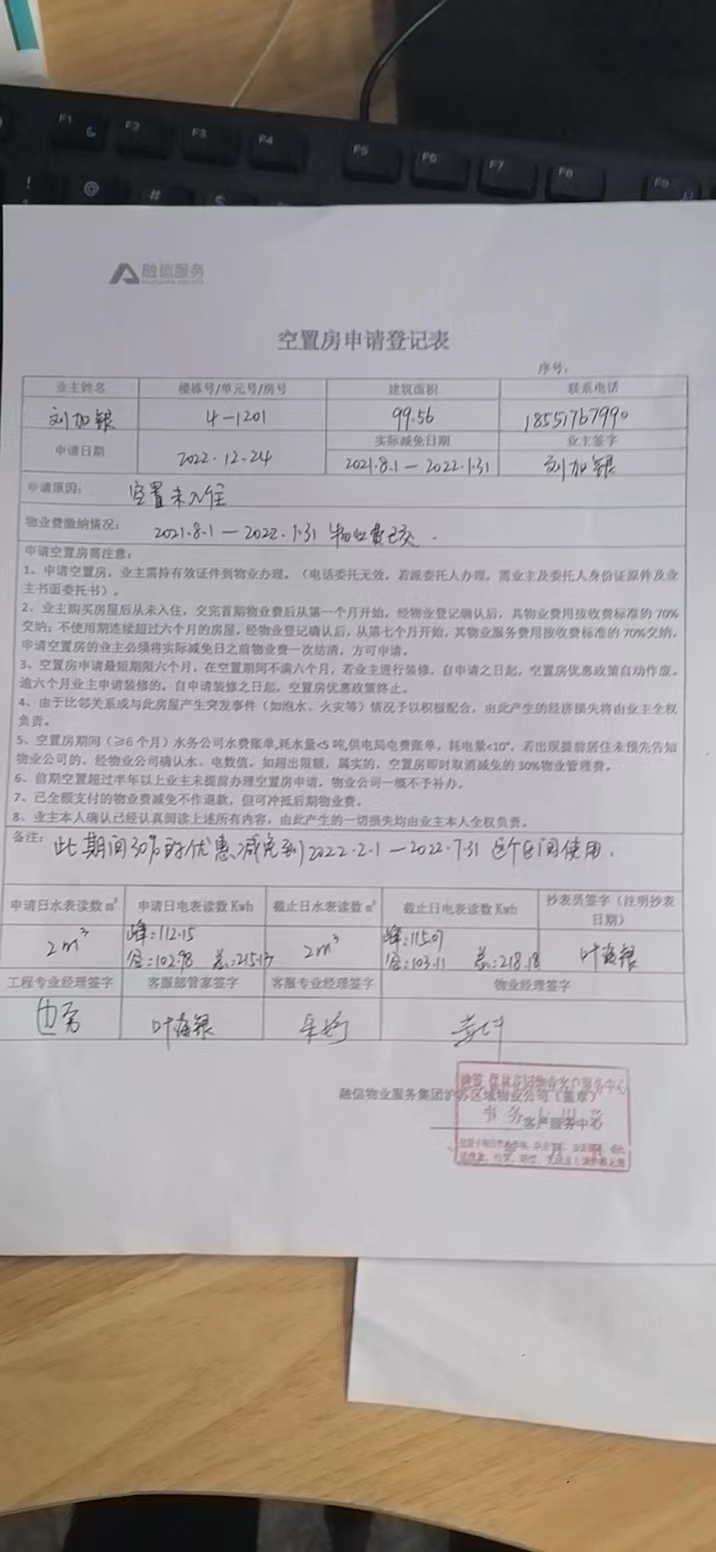 F1
F2
F3
F4
F5
F6
F7
F8
F9
!
@
#
融信服务
空置房申请登记表
序号：
业主姓名 楼栋号/单元号/房号 建筑面积 联系电话
刘加银 4-1201 99.56 18551767990
申请日期 2022.12.24 实际减免日期 业主签字
2021.8.1 — 2022.1.31 刘加银
申请原因： 空置未入住
物业费缴纳情况： 2021.8.1 — 2022.1.31 物业费已交.
申请空置房需注意：
1、申请空置房，业主需持有效证件到物业办理。（电话委托无效，若派委托人办理，需业主及委托人身份证原件及业
主书面委托书）。
2、业主购买房屋后从未入住，交完首期物业费后从第一个月开始，经物业登记确认后，其物业费用按收费标准的 70%
交纳；不使用期连续超过六个月的房屋，经物业登记确认后，从第七个月开始，其物业服务费用按收费标准的 70%交纳，
申请空置房的业主必须将实际减免日之前物业费一次结清，方可申请。
3、空置房申请最短期限六个月，在空置期间不满六个月，若业主进行装修，自申请之日起，空置房优惠政策自动作废。
逾六个月业主申请装修的，自申请装修之日起，空置房优惠政策终止。
4、由于比邻关系或与此房屋产生突发事件（如泡水、火灾等）情况予以积极配合，由此产生的经济损失将由业主全权
负责。
5、空置房期间（≥6 个月）水务公司水费账单,耗水量<5 吨,供电局电费账单，耗电量<10°。若出现提前居住未预先告知
物业公司的，经物业公司确认水、电数值，如超出限额，属实的，空置房即时取消减免的 30%物业管理费。
6、前期空置超过半年以上业主未提前办理空置房申请，物业公司一概不予补办。
7、已全额支付的物业费减免不作退款，但可冲抵后期物业费。
8、业主本人确认已经认真阅读上述所有内容，由此产生的一切损失均由业主本人全权负责。
备注： 此期间30%的优惠减免到2022.2.1 — 2022.7.31 这个区间使用.
申请日水表读数 m³ 申请日电表读数 Kwh 截止日水表读数 m³ 截止日电表读数 Kwh 抄表员签字（注明抄表
日期）
2m³ 峰:112.15 2m³ 峰:115.07
谷:102.98 总:215.13 谷:103.11 总:218.18 叶海银
工程专业经理签字 客服部管家签字 客服专业经理签字 物业经理签字
叶海银
融信物业服务集团沪苏区域物业公司（盖章）
客户服务中心